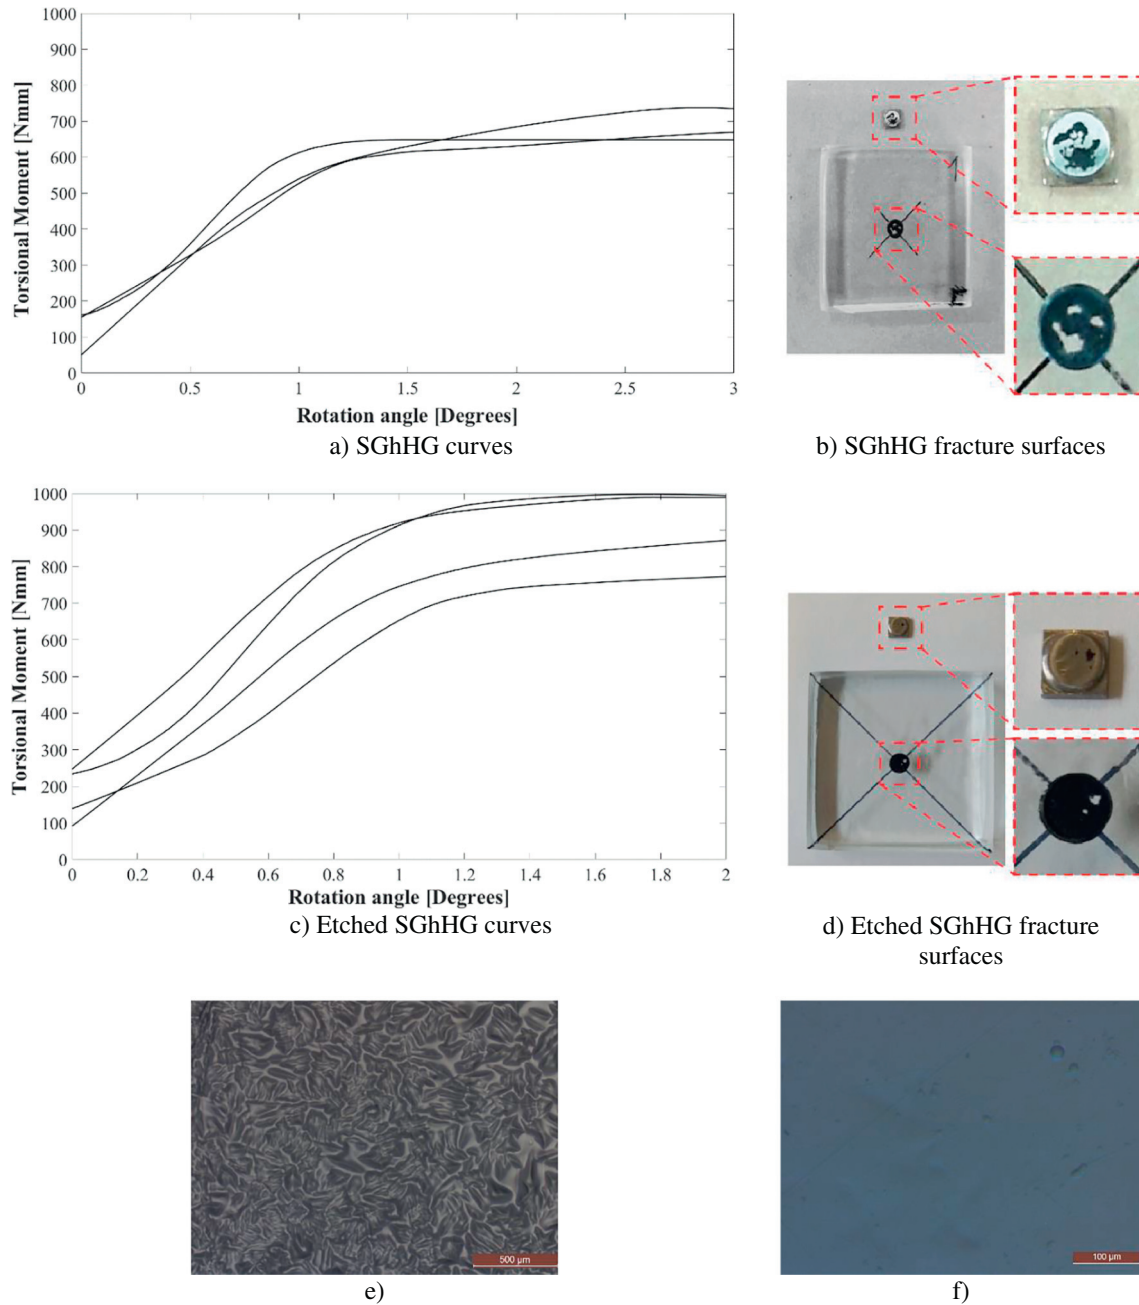 1000
900
800
700
600
500
400
300
200
100
0
Torsional Moment [Nmm]
0 0.5 1 1.5 2 2.5 3
Rotation angle [Degrees]
a) SGhHG curves
b) SGhHG fracture surfaces
1000
900
800
700
600
500
400
300
200
100
0
Torsional Moment [Nmm]
0 0.2 0.4 0.6 0.8 1 1.2 1.4 1.6 1.8 2
Rotation angle [Degrees]
c) Etched SGhHG curves
d) Etched SGhHG fracture
surfaces
500 µm
100 µm
e)
f)